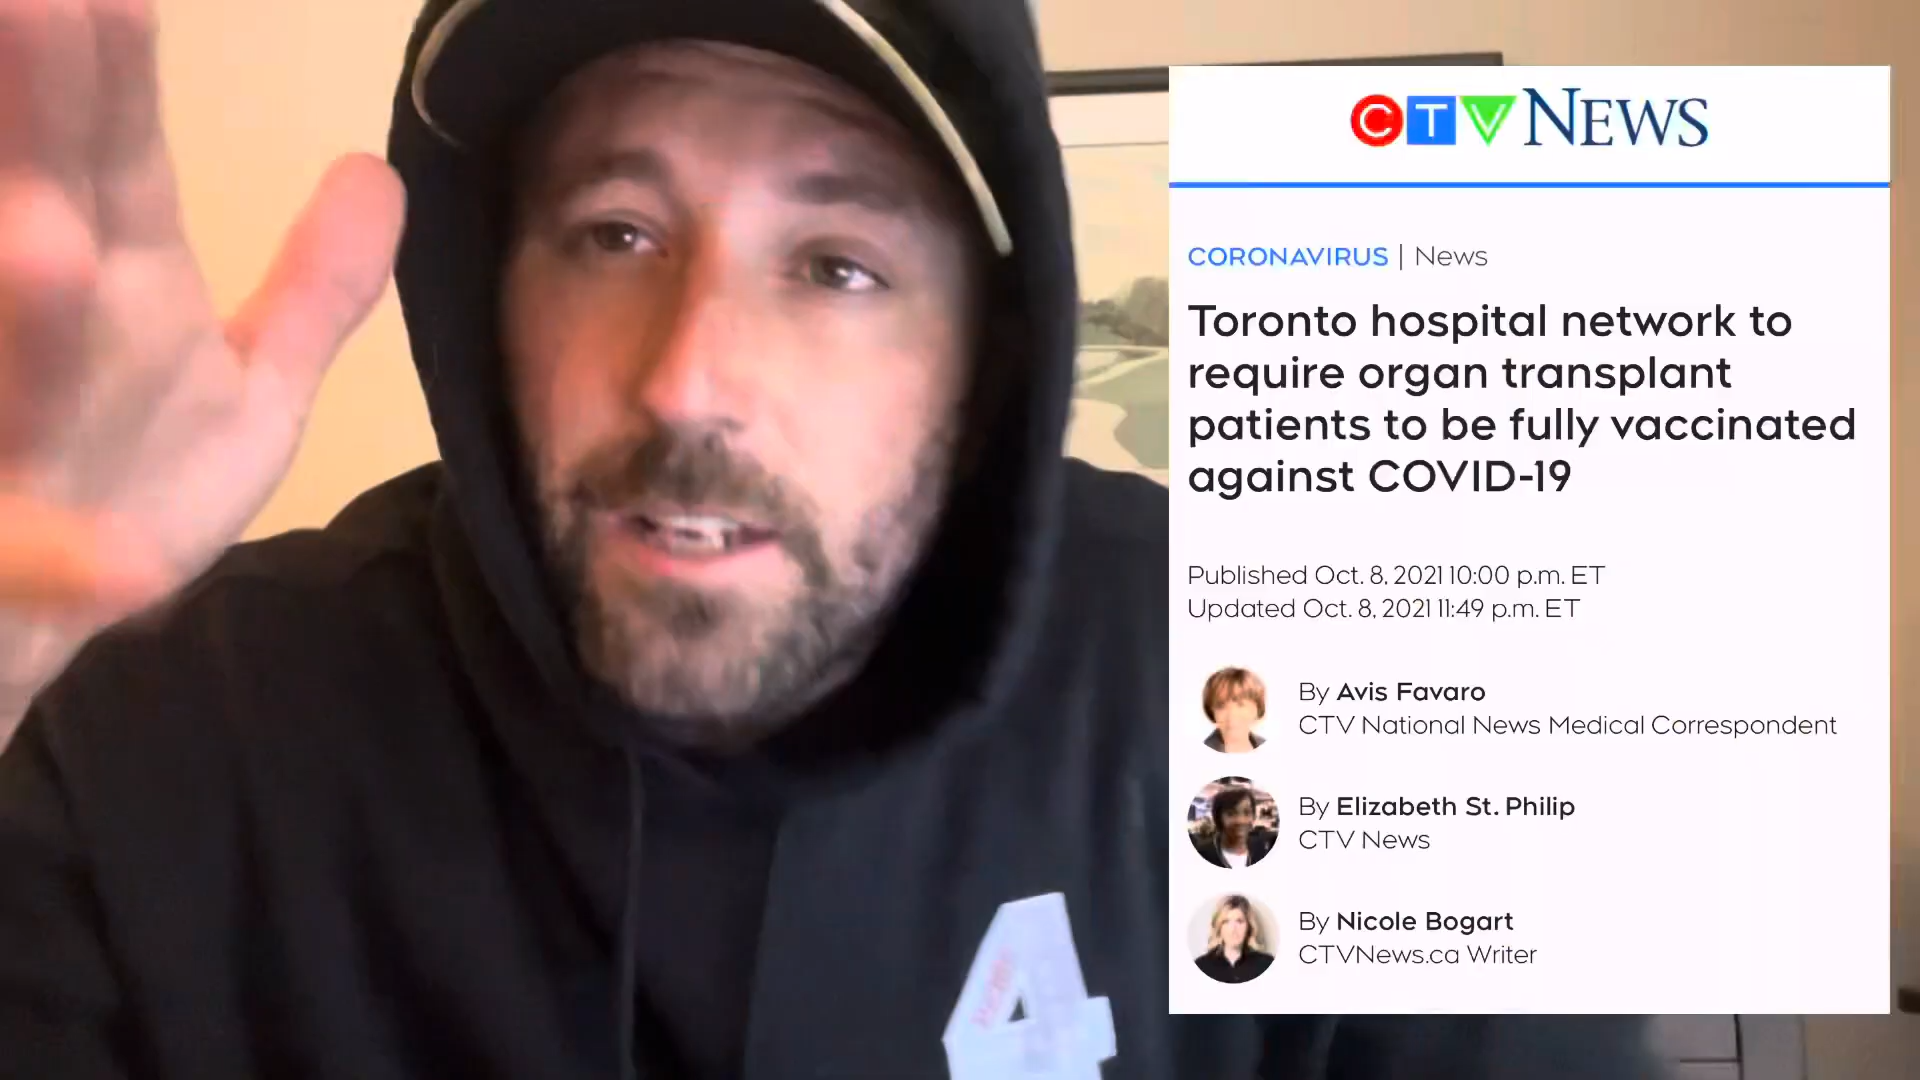 CTV NEWS
CORONAVIRUS | News
Toronto hospital network to
require organ transplant
patients to be fully vaccinated
against COVID-19
Published Oct. 8, 2021 10:00 p.m. ET
Updated Oct. 8, 2021 11:49 p.m. ET
By Avis Favaro
CTV National News Medical Correspondent
By Elizabeth St. Philip
CTV News
By Nicole Bogart
CTVNews.ca Writer
4